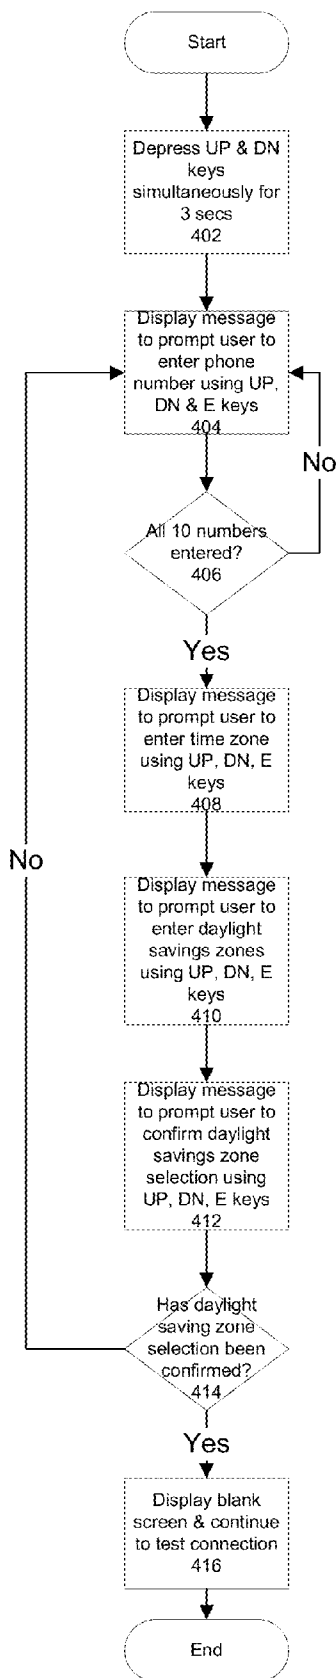 Start
Depress UP & DN
keys
simultaneously for
3 secs
402
Display message
to prompt user to
enter phone
number using UP,
DN & E keys
404
No
All 10 numbers
entered?
406
Yes
Display message
to prompt user to
enter time zone
using UP, DN, E
keys
408
No
Display message
to prompt user to
enter daylight
savings zones
using UP, DN, E
keys
410
Display message
to prompt user to
confirm daylight
savings zone
selection using
UP, DN, E keys
412
Has daylight
saving zone
selection been
confirmed?
414
Yes
Display blank
screen & continue
to test connection
416
End